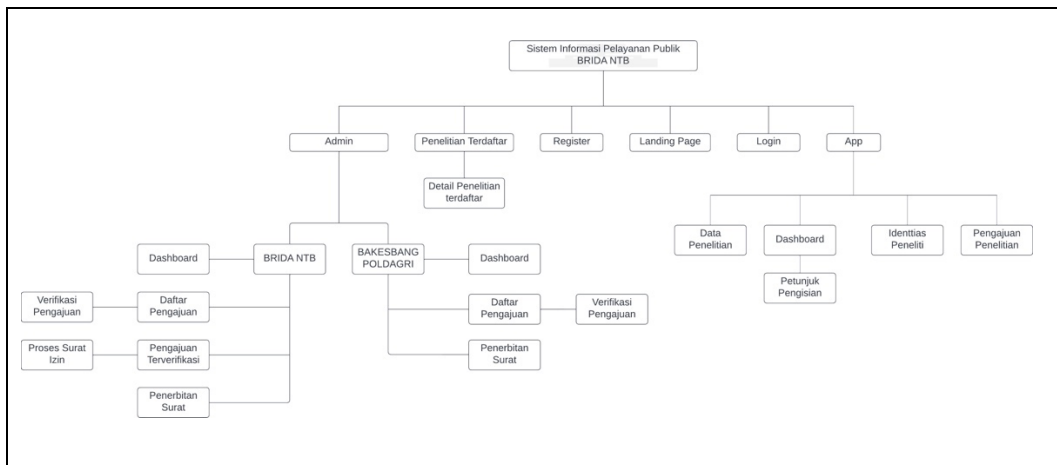 Sistem Informasi Pelayanan Publik
BRIDA NTB
Admin
Penelitian Terdaftar
Register
Landing Page
Login
App
Detail Penelitian
terdaftar
Data
Penelitian
Dashboard
Identtias
Peneliti
Pengajuan
Penelitian
Petunjuk
Pengisian
Dashboard
BRIDA NTB
BAKESBANG
POLDAGRI
Dashboard
Verifikasi
Pengajuan
Daftar
Pengajuan
Daftar
Pengajuan
Verifikasi
Pengajuan
Proses Surat
Izin
Pengajuan
Terverifikasi
Penerbitan
Surat
Penerbitan
Surat